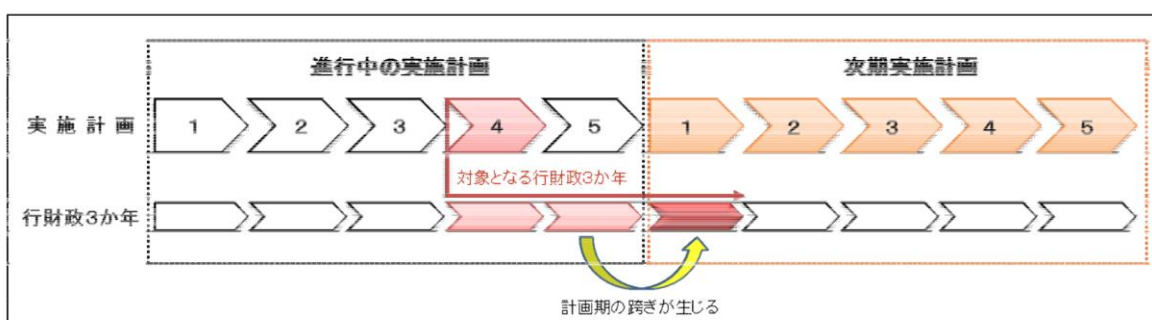 進行中の実施計画
次期実施計画
実施計画
1 2 3 4 5 1 2 3 4 5
対象となる行財政3か年
行財政3か年
計画期の跨ぎが生じる